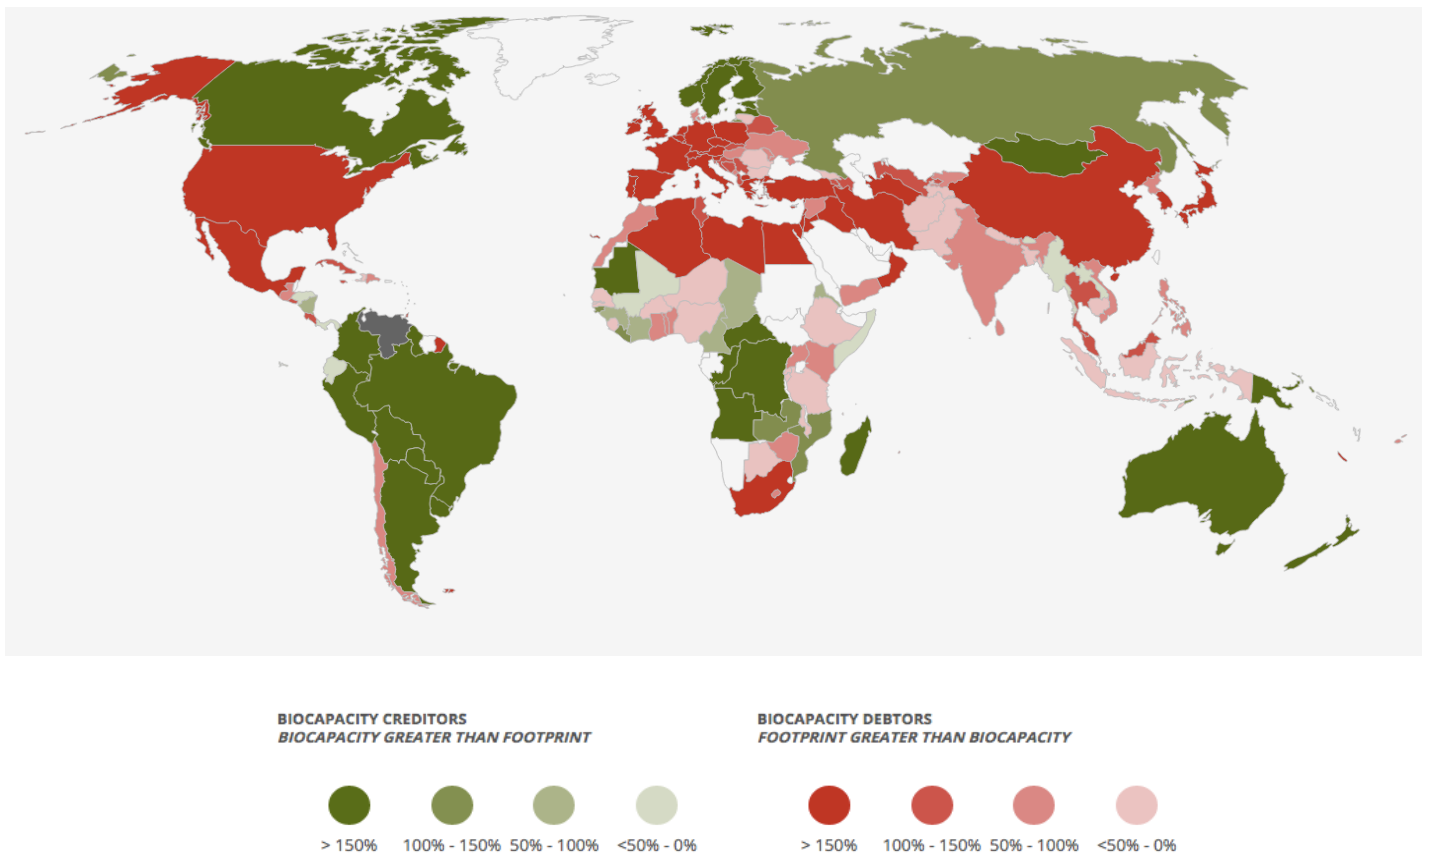 BIOCAPACITY CREDITORS
BIOCAPACITY GREATER THAN FOOTPRINT
> 150%
100% - 150%
50% - 100%
<50% - 0%
BIOCAPACITY DEBTORS
FOOTPRINT GREATER THAN BIOCAPACITY
> 150%
100% - 150%
50% - 100%
<50% - 0%